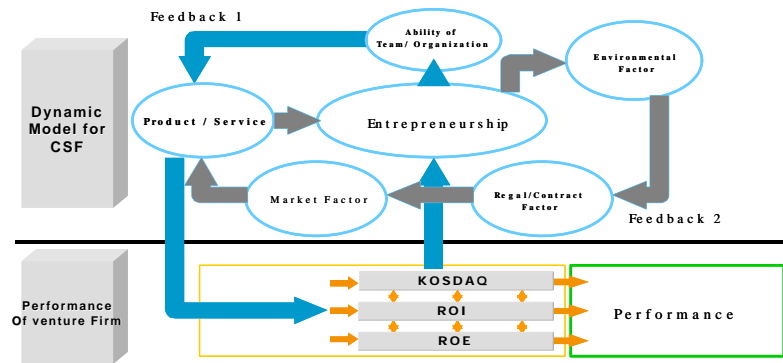 Feedback 1
Ability of
Team/ Organization
Environmental
Factor
Dynamic
Model for
CSF
Product / Service
Entrepreneurship
Market Factor
Regal/Contract
Factor
Feedback 2
KOSDAQ
Performance
Of venture Firm
ROI
Performance
ROE